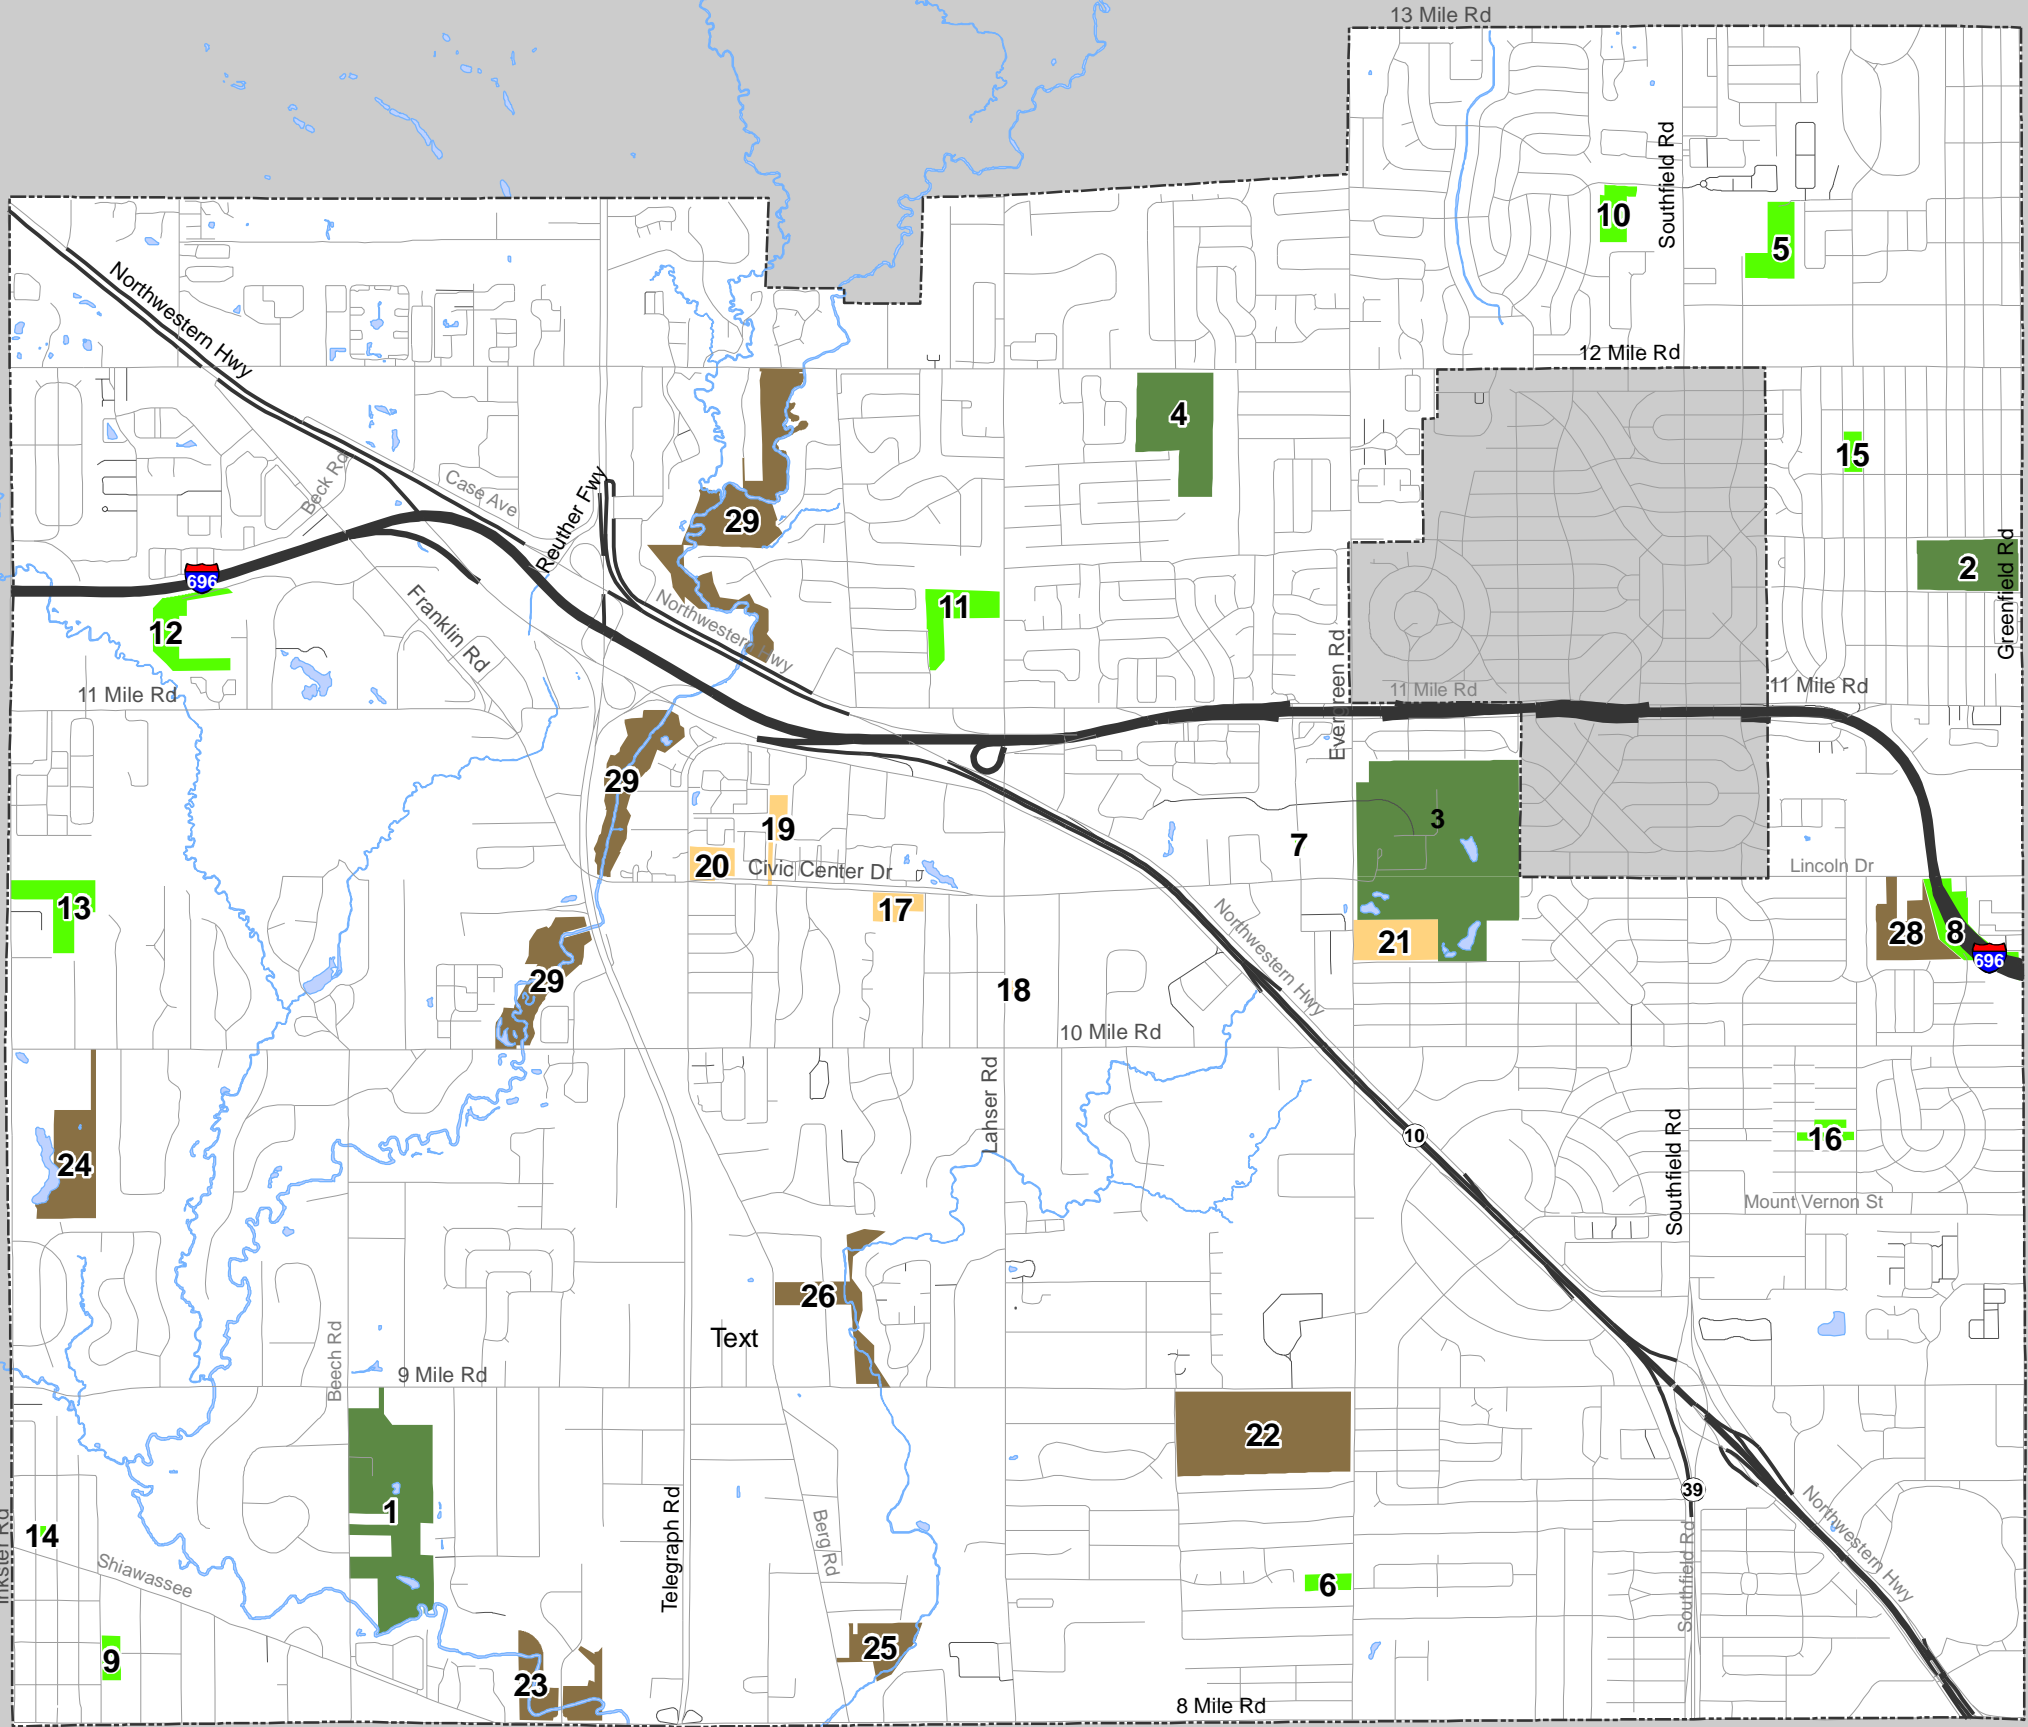 13 Mile Rd
Southfield Rd
10
5
Northwestern Hwy
12 Mile Rd
4
15
Beck Rd
Case Ave
Reuther Fwy
29
2
Greenfield Rd
696
12
Franklin Rd
Northwestern Hwy
11
Evergreen Rd
11 Mile Rd
11 Mile Rd
11 Mile Rd
29
19
3
7
20
Civic Center Dr
Lincoln Dr
13
17
21
28
8
696
Northwestern Hwy
29
18
10 Mile Rd
Lahser Rd
10
16
24
Southfield Rd
Mount Vernon St
26
Text
Beech Rd
9 Mile Rd
22
1
39
14
Inkster Rd
Shiawassee
Telegraph Rd
Berg Rd
Southfield Rd
Northwestern Hwy
6
9
25
23
8 Mile Rd